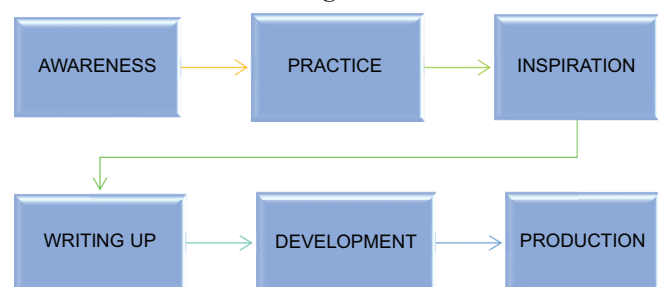 AWARENESS
PRACTICE
INSPIRATION
WRITING UP
DEVELOPMENT
PRODUCTION